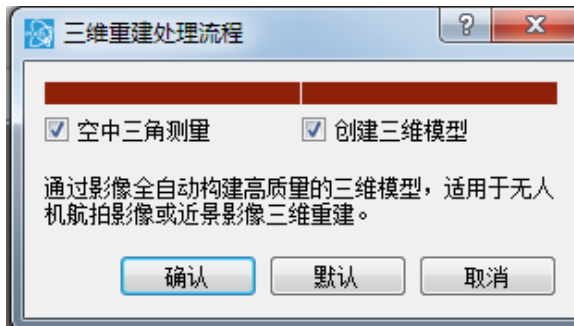 三维重建处理流程
空中三角测量
创建三维模型
通过影像全自动构建高质量的三维模型，适用于无人
机航拍影像或近景影像三维重建。
确认
默认
取消